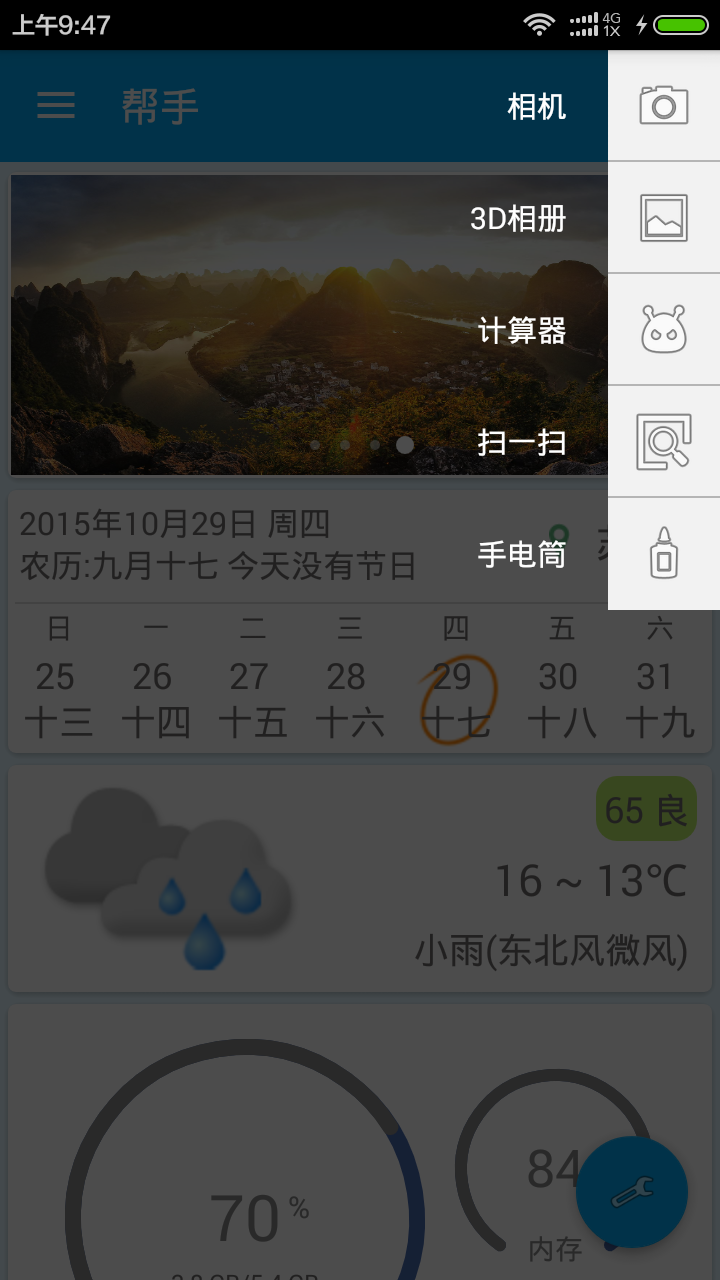 上午9:47
4G
1X
帮手
相机
3D相册
计算器
扫一扫
手电筒
2015年10月29日 周四
农历:九月十七 今天没有节日
日 一 二 三 四 五 六
25 26 27 28 29 30 31
十三 十四 十五 十六 十七 十八 十九
65 良
16 ~ 13℃
小雨(东北风微风)
70 %
84
内存